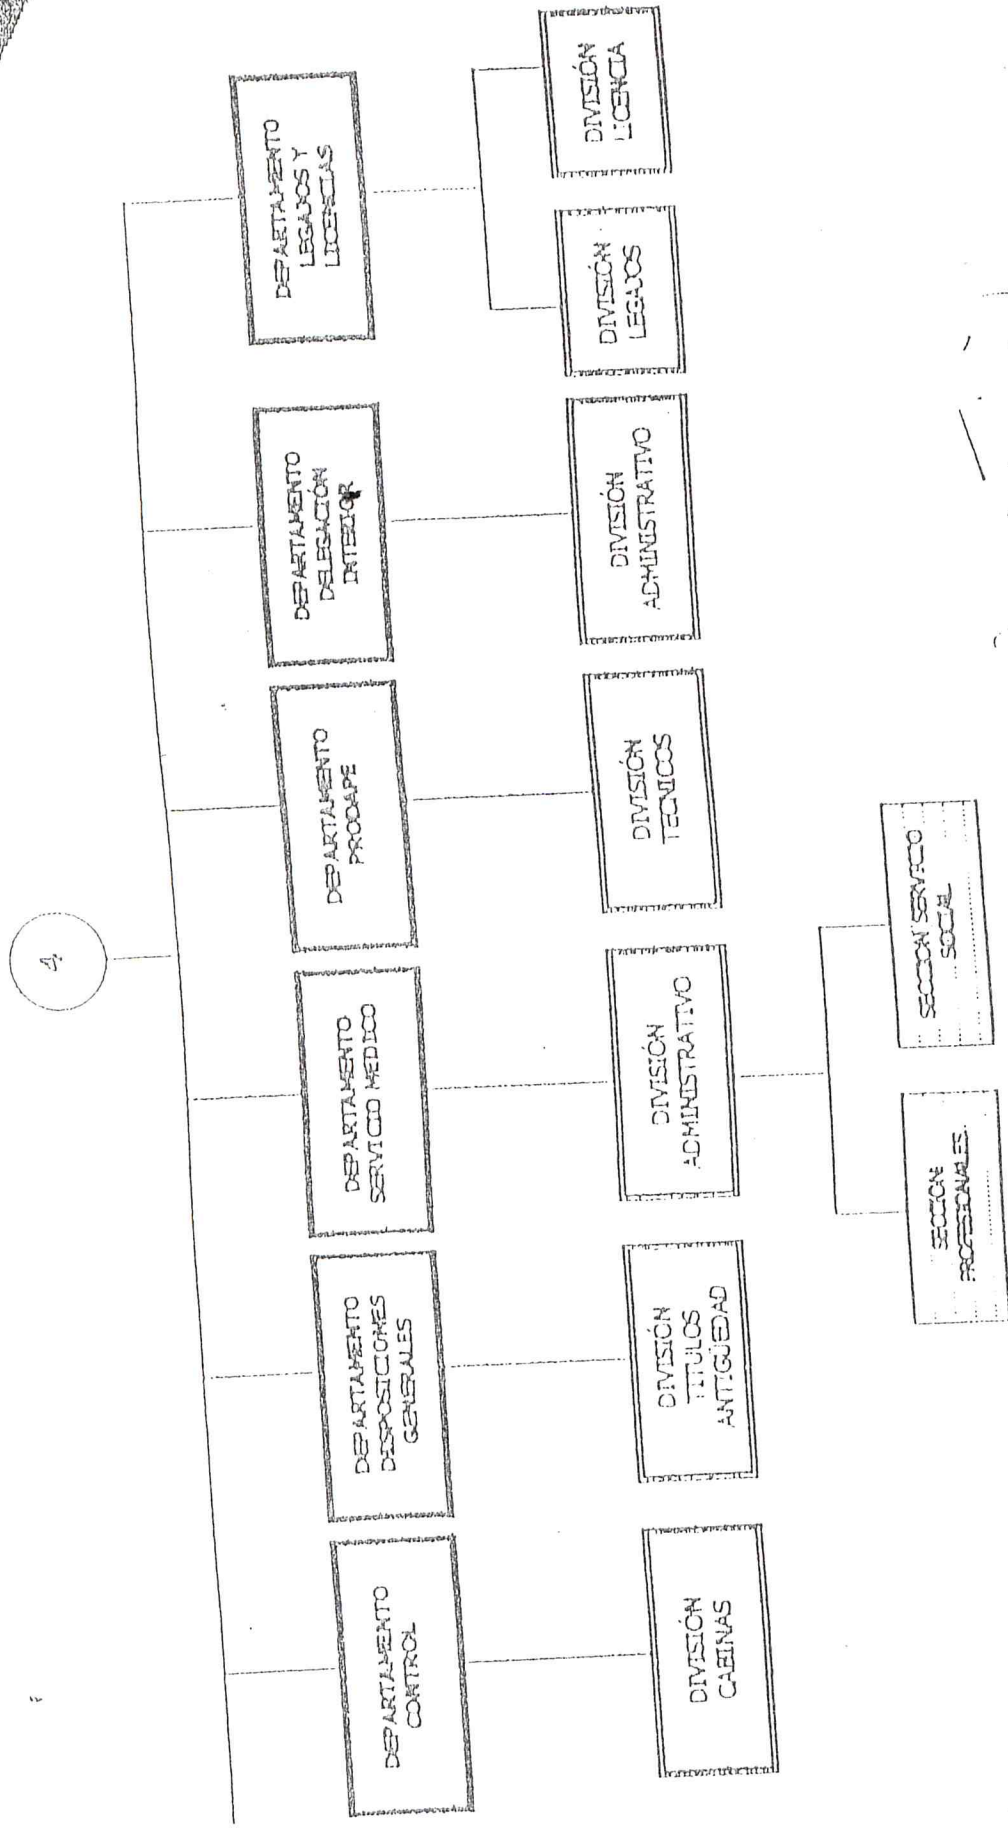 4
DEPARTAMENTO
CONTROL
DEPARTAMENTO
DISPOSICIONES
GENERALES
DEPARTAMENTO
SERVICIO MEDICO
DEPARTAMENTO
PRODAPE
DEPARTAMENTO
DELEGACIÓN
INTERIOR
DEPARTAMENTO
LEGAJOS Y
LICENCIAS
DIVISIÓN
CABINAS
DIVISIÓN
TITULOS
ANTIGÜEDAD
DIVISIÓN
ADMINISTRATIVO
DIVISIÓN
TECNICOS
DIVISIÓN
ADMINISTRATIVO
DIVISIÓN
LEGAJOS
DIVISIÓN
LICENCIA
SECCION
PROFESIONALES
SECCION SERVICIO
SOCIAL